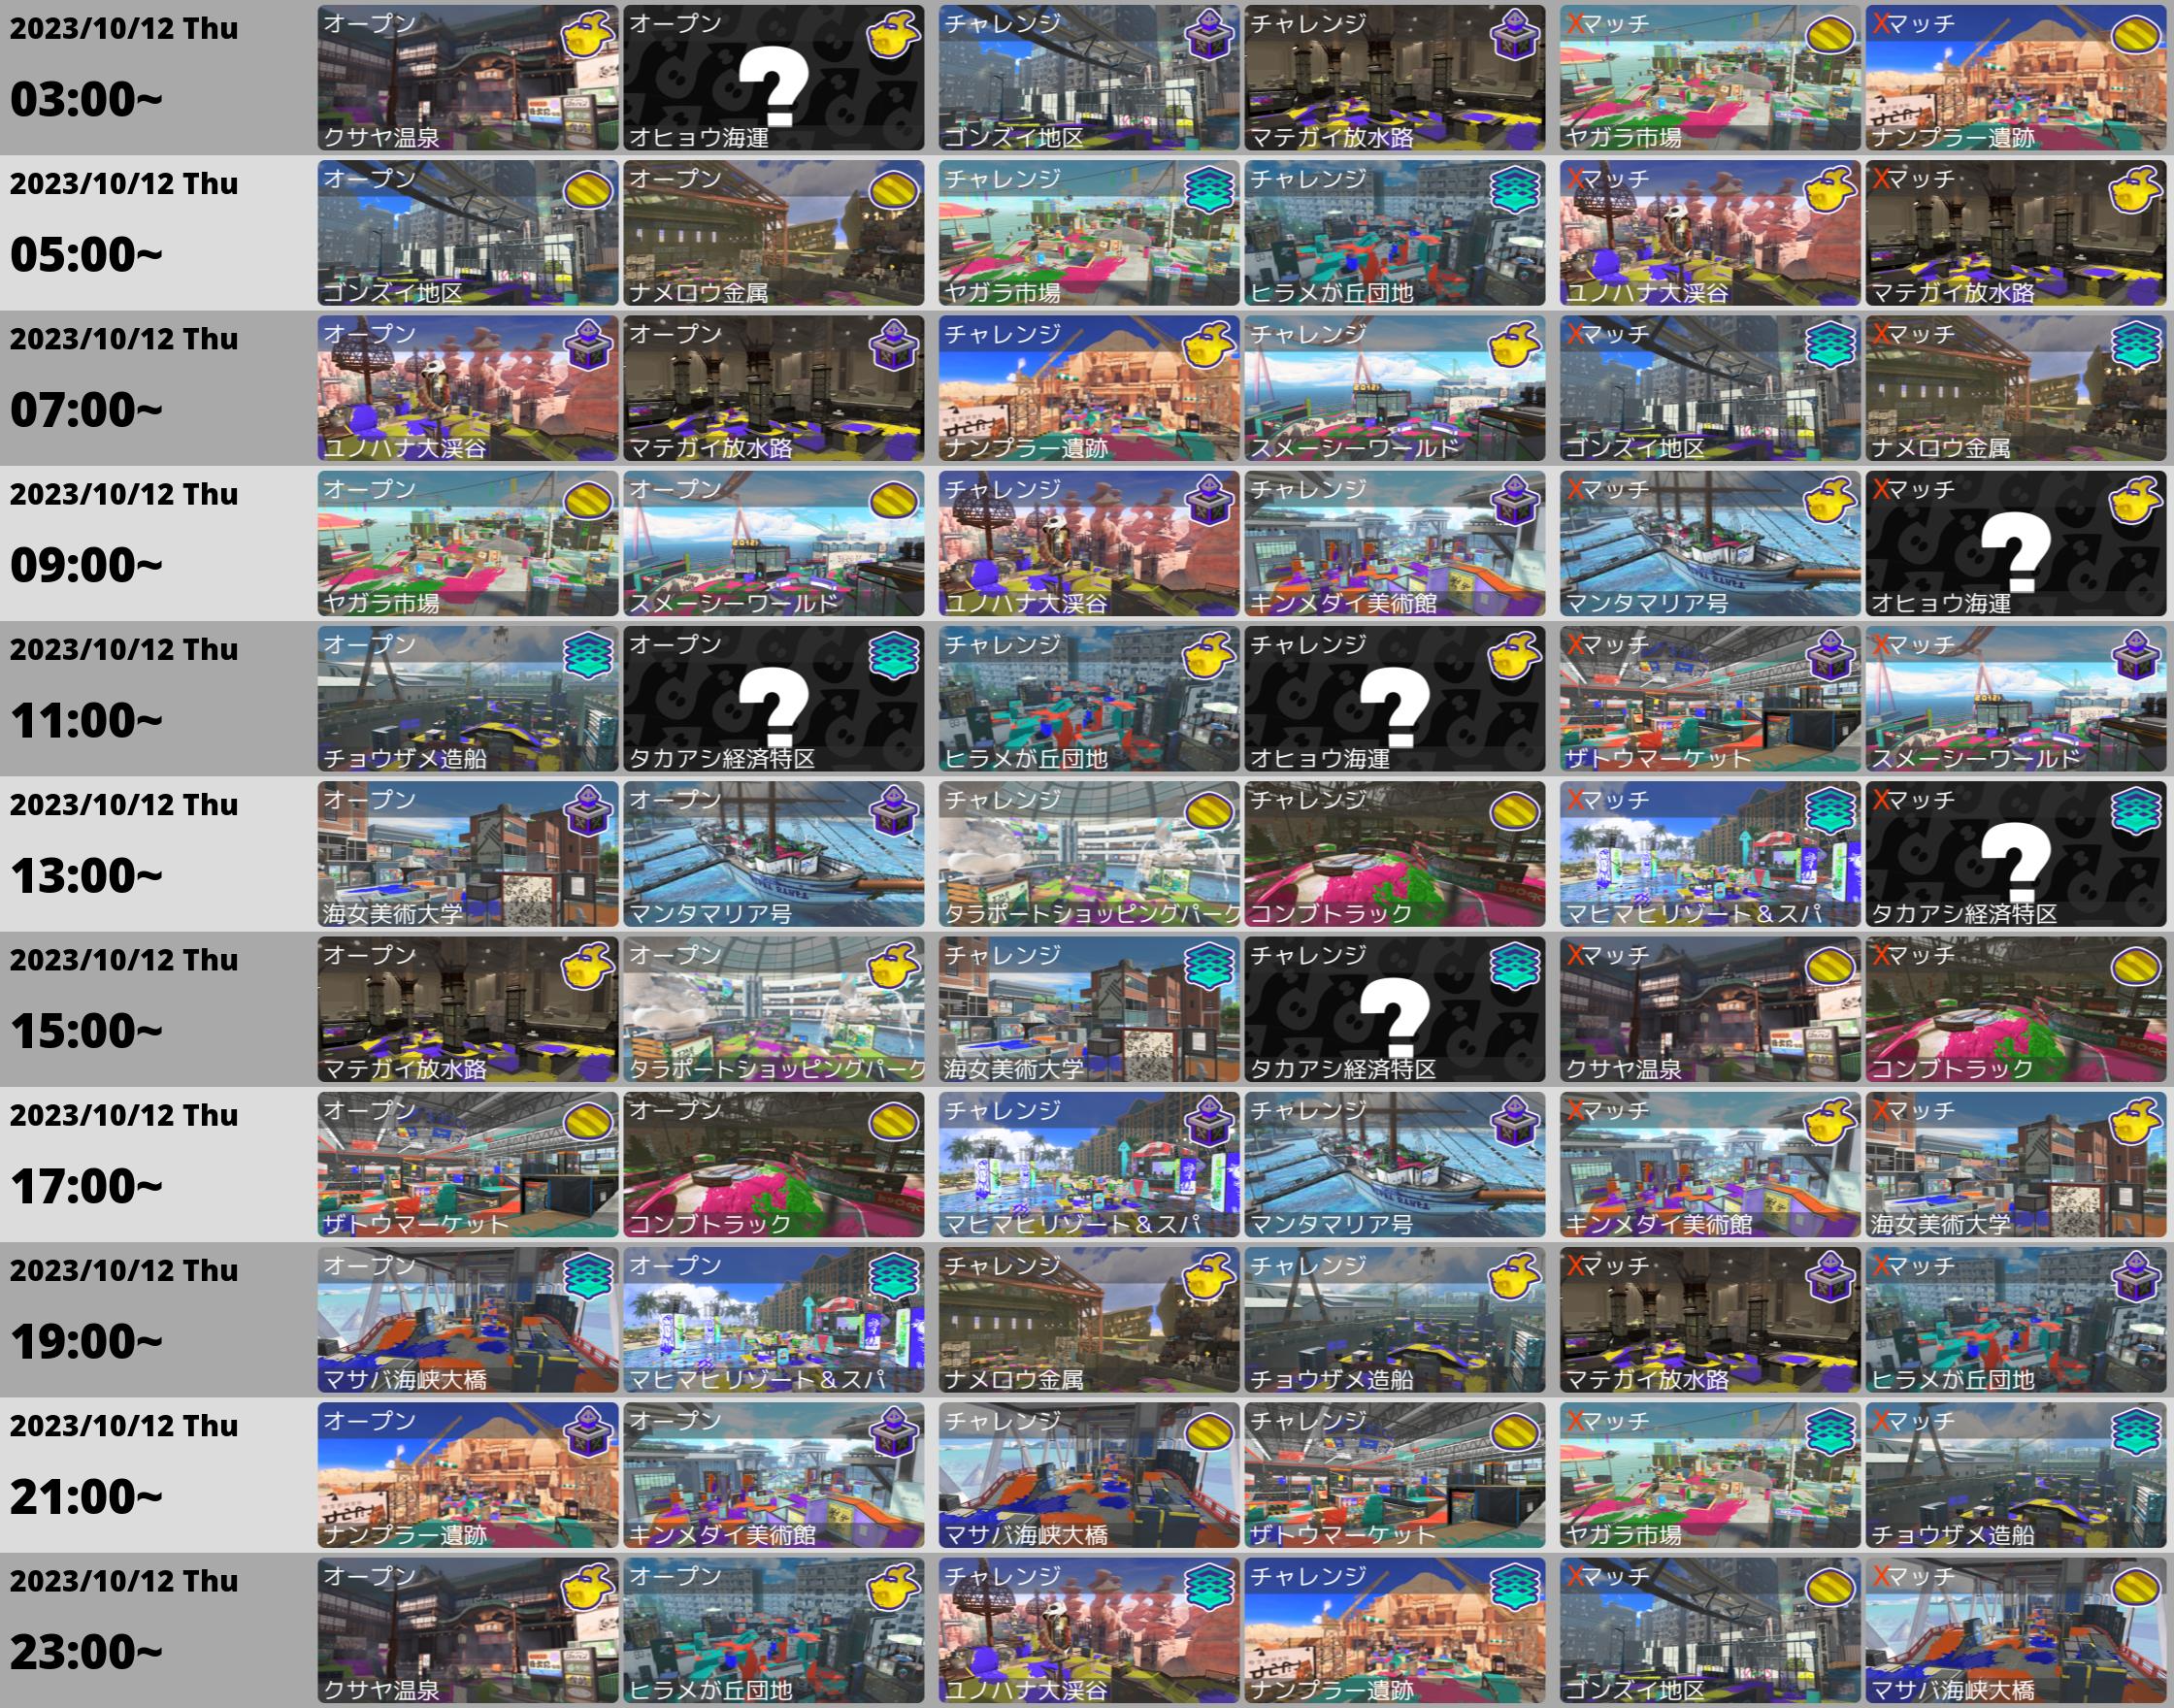 2023/10/12 Thu
03:00~
オープン
クサヤ温泉
オープン
?
オヒョウ海運
チャレンジ
ゴンズイ地区
チャレンジ
マテガイ放水路
Xマッチ
ヤガラ市場
Xマッチ
ナンプラー遺跡
2023/10/12 Thu
05:00~
オープン
ゴンズイ地区
オープン
ナメロウ金属
チャレンジ
ヤガラ市場
チャレンジ
ヒラメが丘団地
Xマッチ
ユノハナ大渓谷
Xマッチ
マテガイ放水路
2023/10/12 Thu
07:00~
オープン
ユノハナ大渓谷
オープン
マテガイ放水路
チャレンジ
ナンプラー遺跡
チャレンジ
スメーシーワールド
Xマッチ
ゴンズイ地区
Xマッチ
ナメロウ金属
2023/10/12 Thu
09:00~
オープン
ヤガラ市場
オープン
スメーシーワールド
チャレンジ
ユノハナ大渓谷
チャレンジ
キンメダイ美術館
Xマッチ
マンタマリア号
Xマッチ
?
オヒョウ海運
2023/10/12 Thu
11:00~
オープン
チョウザメ造船
オープン
?
タカアシ経済特区
チャレンジ
ヒラメが丘団地
チャレンジ
?
オヒョウ海運
Xマッチ
ザトウマーケット
Xマッチ
スメーシーワールド
2023/10/12 Thu
13:00~
オープン
海女美術大学
オープン
マンタマリア号
チャレンジ
タラポートショッピングパーク
チャレンジ
コンブトラック
Xマッチ
マヒマヒリゾート＆スパ
Xマッチ
?
タカアシ経済特区
2023/10/12 Thu
15:00~
オープン
マテガイ放水路
オープン
タラポートショッピングパーク
チャレンジ
海女美術大学
チャレンジ
?
タカアシ経済特区
Xマッチ
クサヤ温泉
Xマッチ
コンブトラック
2023/10/12 Thu
17:00~
オープン
ザトウマーケット
オープン
コンブトラック
チャレンジ
マヒマヒリゾート＆スパ
チャレンジ
マンタマリア号
Xマッチ
キンメダイ美術館
Xマッチ
海女美術大学
2023/10/12 Thu
19:00~
オープン
マサバ海峡大橋
オープン
マヒマヒリゾート＆スパ
チャレンジ
ナメロウ金属
チャレンジ
チョウザメ造船
Xマッチ
マテガイ放水路
Xマッチ
ヒラメが丘団地
2023/10/12 Thu
21:00~
オープン
ナンプラー遺跡
オープン
キンメダイ美術館
チャレンジ
マサバ海峡大橋
チャレンジ
ザトウマーケット
Xマッチ
ヤガラ市場
Xマッチ
チョウザメ造船
2023/10/12 Thu
23:00~
オープン
クサヤ温泉
オープン
ヒラメが丘団地
チャレンジ
ユノハナ大渓谷
チャレンジ
ナンプラー遺跡
Xマッチ
ゴンズイ地区
Xマッチ
マサバ海峡大橋